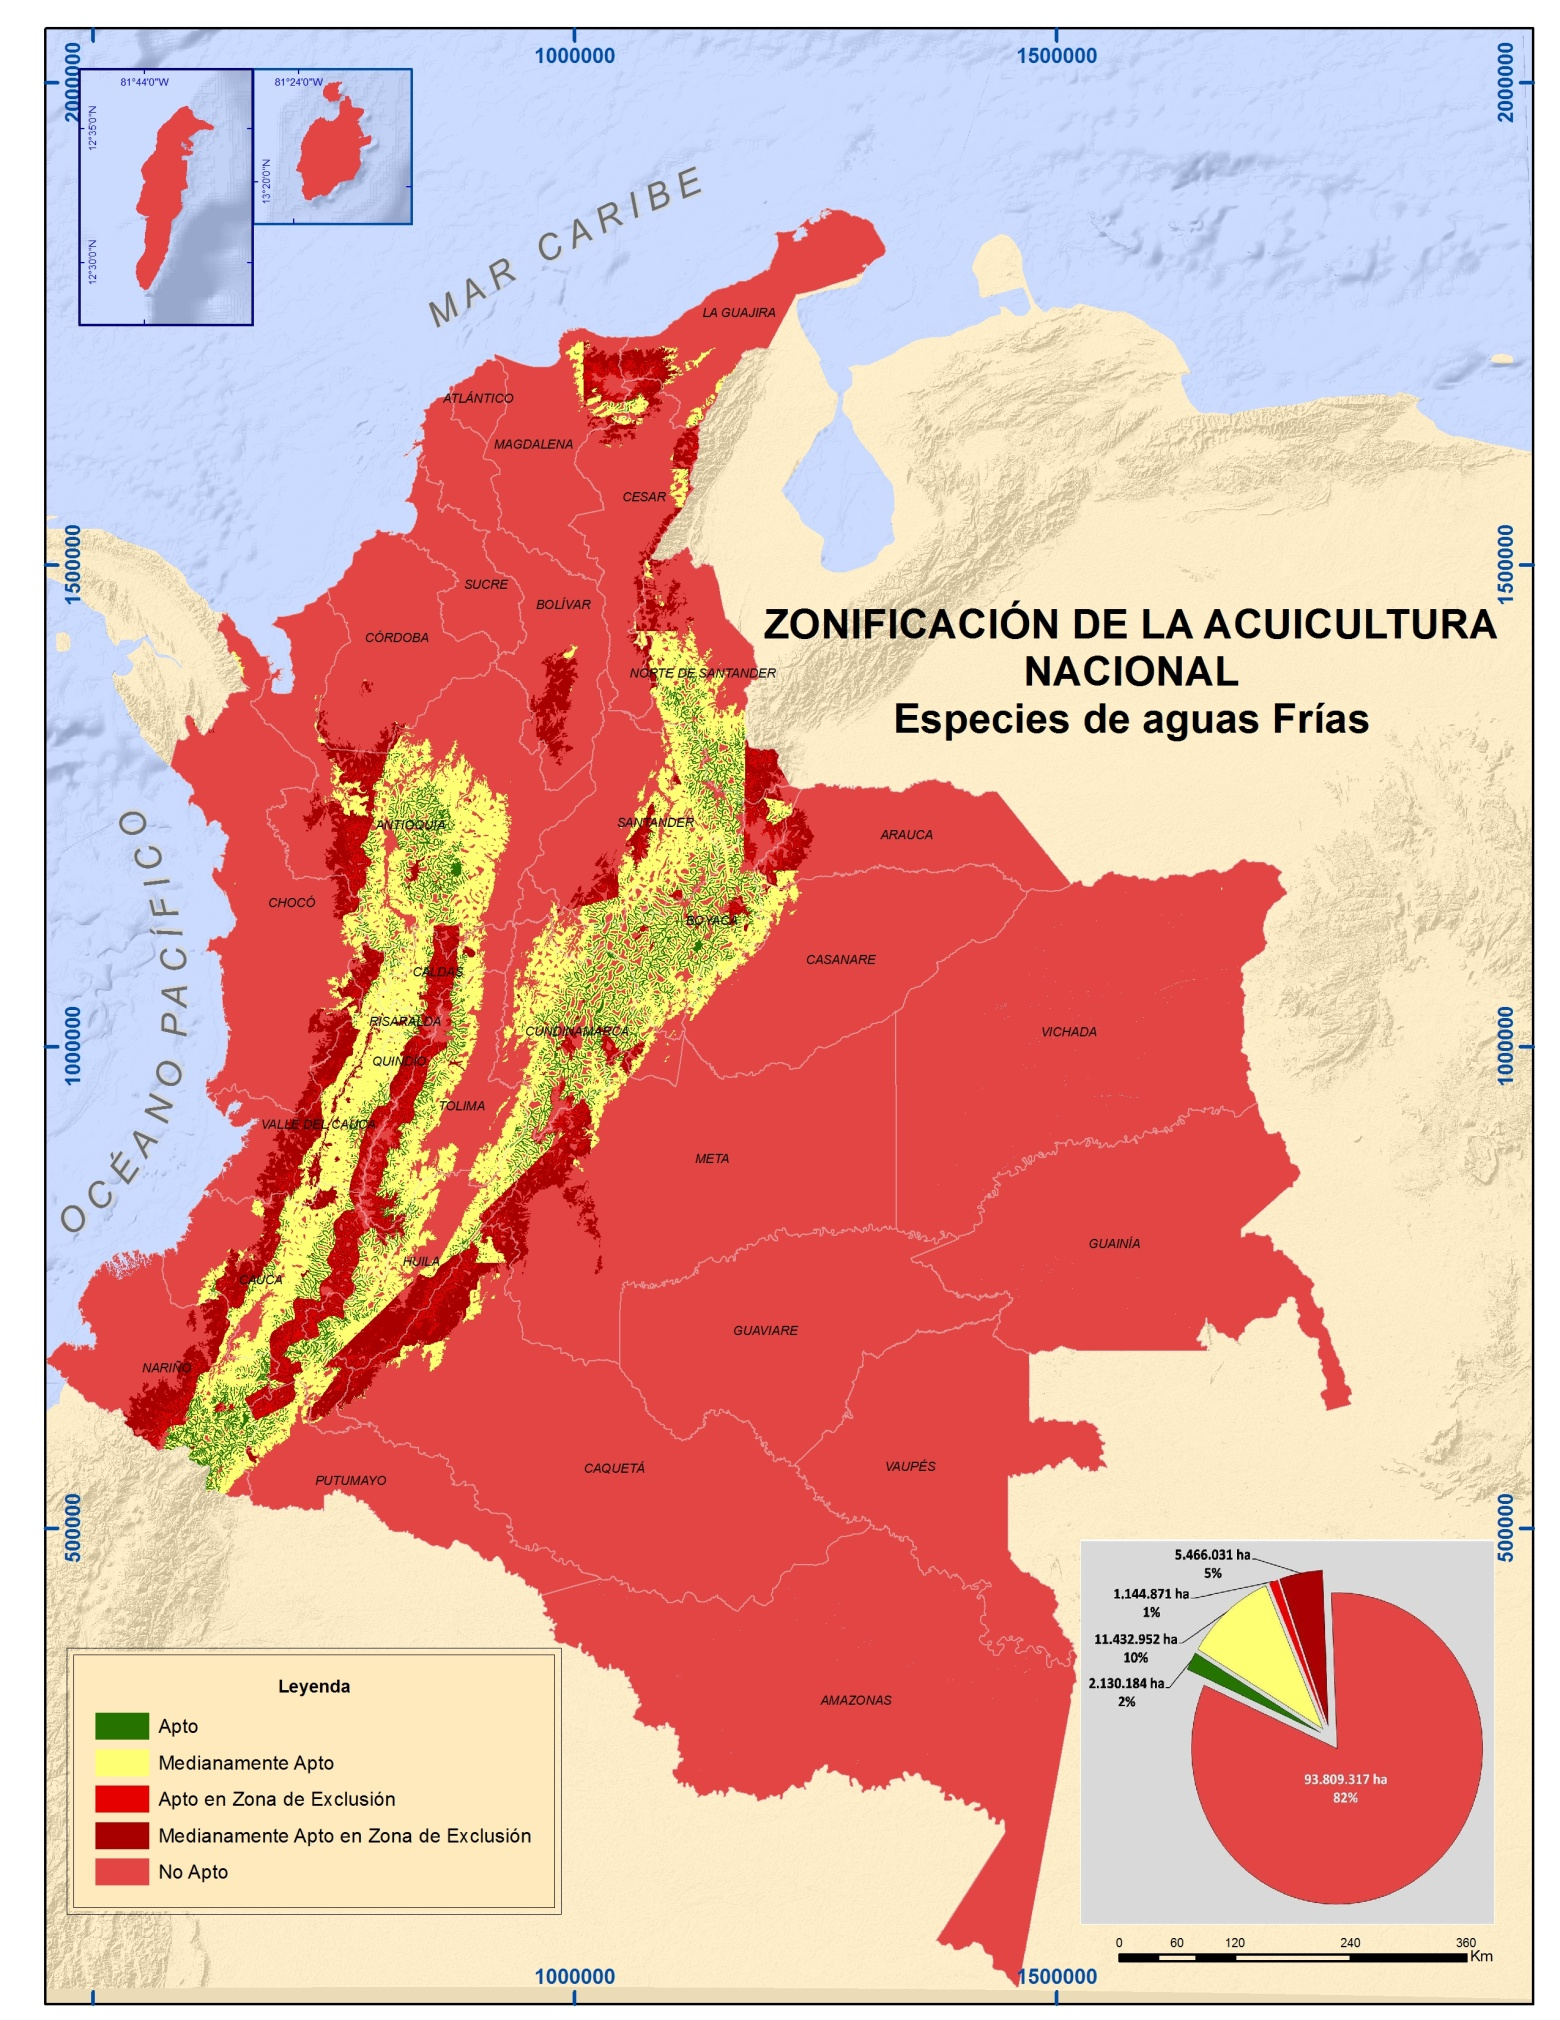 1000000
1500000
2000000
2000000
81°44'0"W
12°35'0"N
12°30'0"N
81°24'0"W
13°20'0"N
MAR CARIBE
LA GUAJIRA
ATLÁNTICO
MAGDALENA
CESAR
1500000
1500000
SUCRE
BOLÍVAR
CÓRDOBA
ZONIFICACIÓN DE LA ACUICULTURA
NACIONAL
Especies de aguas Frías
NORTE DE SANTANDER
ANTIOQUIA
SANTANDER
ARAUCA
OCÉANO PACÍFICO
CHOCÓ
BOYACÁ
CASANARE
CALDAS
RISARALDA
CUNDINAMARCA
VICHADA
1000000
1000000
QUINDÍO
TOLIMA
VALLE DEL CAUCA
META
GUAINÍA
HUILA
CAUCA
GUAVIARE
NARIÑO
PUTUMAYO
CAQUETÁ
VAUPÉS
500000
500000
AMAZONAS
5.466.031 ha
5%
1.144.871 ha
1%
11.432.952 ha
10%
2.130.184 ha
2%
93.809.317 ha
82%
Leyenda
Apto
Medianamente Apto
Apto en Zona de Exclusión
Medianamente Apto en Zona de Exclusión
No Apto
0 60 120 240 360
Km
1000000
1500000